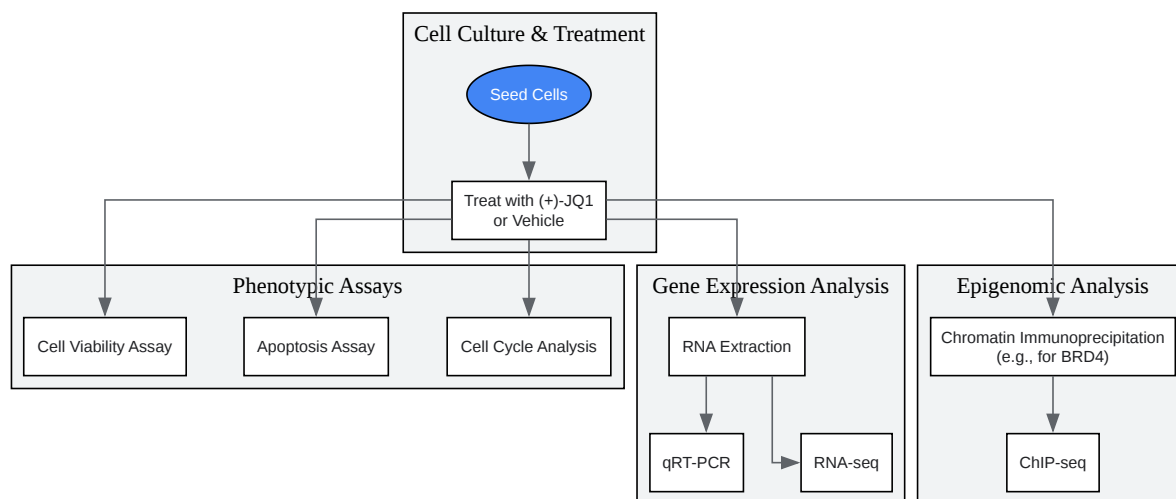 Cell Culture & Treatment
Seed Cells
Treat with (+)-JQ1
or Vehicle
Phenotypic Assays
Cell Viability Assay
Apoptosis Assay
Cell Cycle Analysis
Gene Expression Analysis
RNA Extraction
qRT-PCR
RNA-seq
Epigenomic Analysis
Chromatin Immunoprecipitation
(e.g., for BRD4)
ChIP-seq